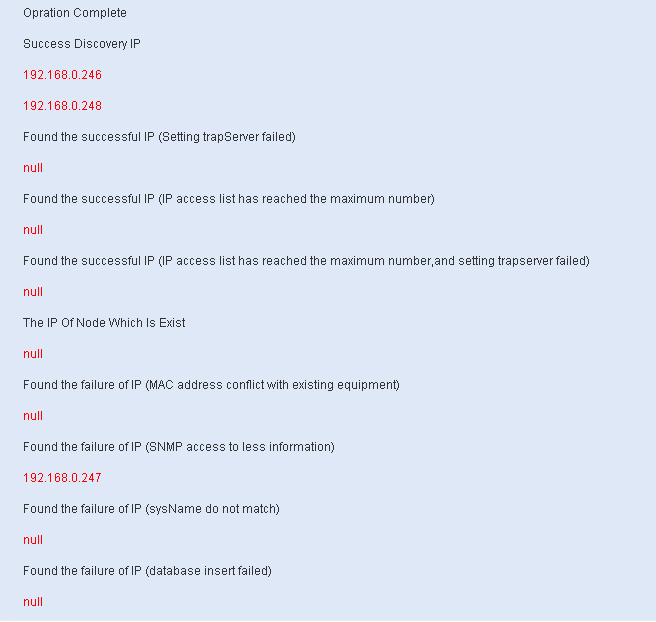 Opration Complete
Success Discovery IP
192.168.0.246
192.168.0.248
Found the successful IP (Setting trapServer failed)
null
Found the successful IP (IP access list has reached the maximum number)
null
Found the successful IP (IP access list has reached the maximum number,and setting trapserver failed)
null
The IP Of Node Which Is Exist
null
Found the failure of IP (MAC address conflict with existing equipment)
null
Found the failure of IP (SNMP access to less information)
192.168.0.247
Found the failure of IP (sysName do not match)
null
Found the failure of IP (database insert failed)
null